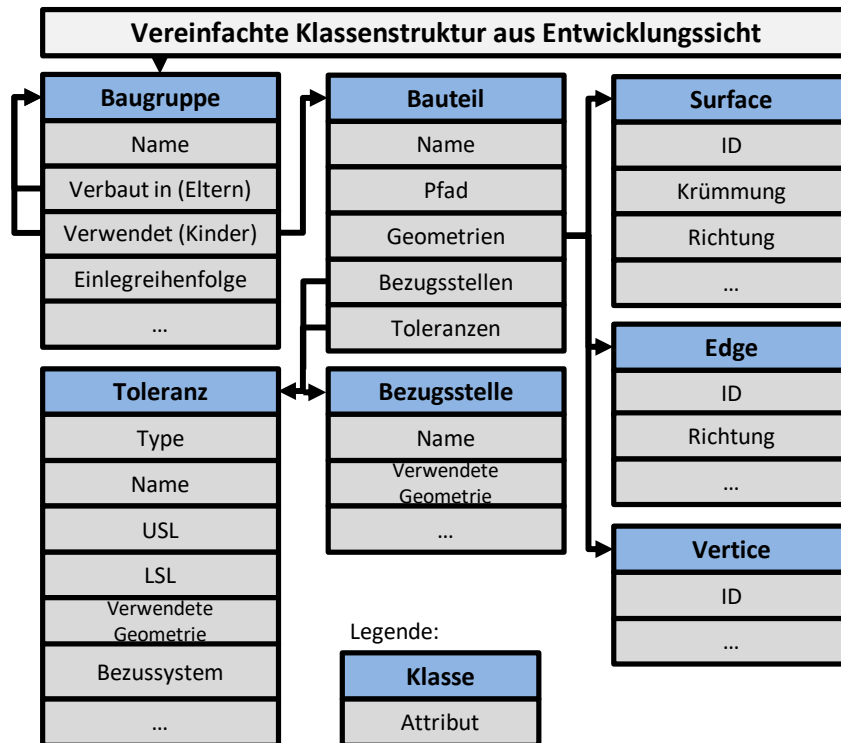 Vereinfachte Klassenstruktur aus Entwicklungssicht
Baugruppe
Name
Verbaut in (Eltern)
Verwendet (Kinder)
Einlegreihenfolge
...
Bauteil
Name
Pfad
Geometrien
Bezugsstellen
Toleranzen
Surface
ID
Krümmung
Richtung
...
Edge
ID
Richtung
...
Vertice
ID
...
Toleranz
Type
Name
USL
LSL
Verwendete
Geometrie
Bezussystem
...
Bezugsstelle
Name
Verwendete
Geometrie
...
Legende:
Klasse
Attribut